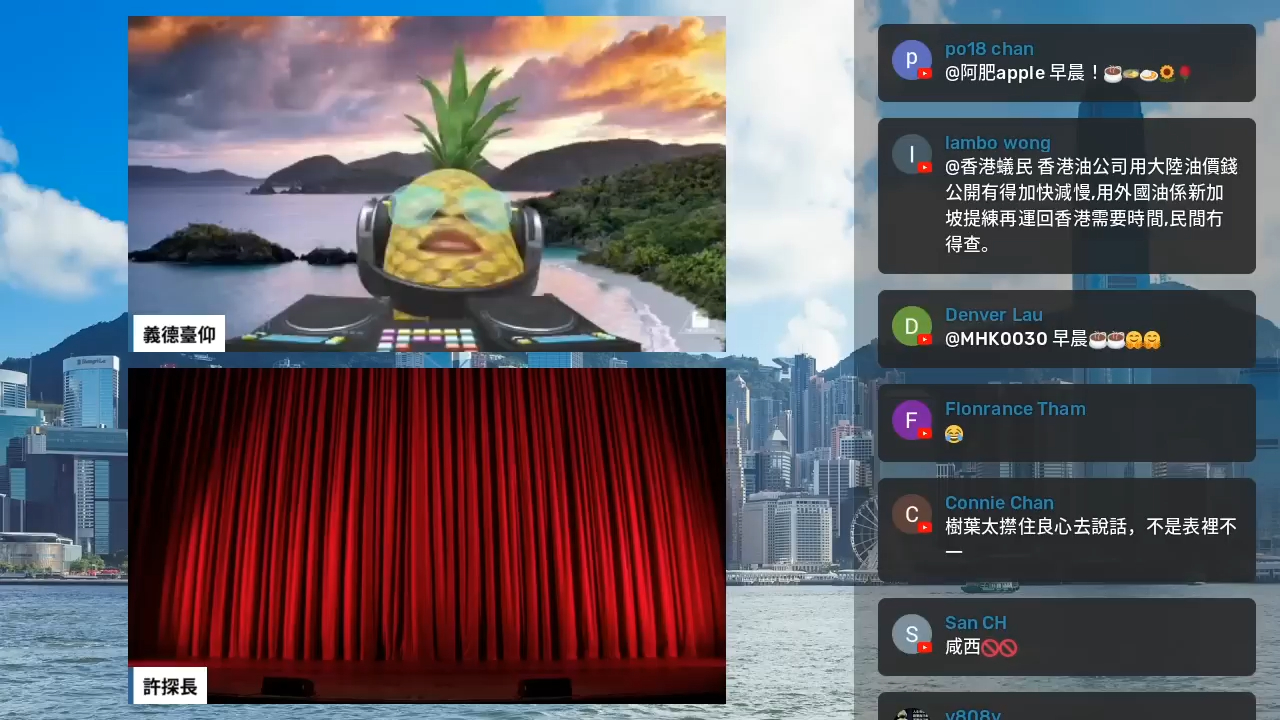 義德臺仰
許探長
po18 chan
@阿肥apple 早晨！
lambo wong
@香港蟻民 香港油公司用大陸油價錢
公開有得加快減慢,用外國油係新加
坡提練再運回香港需要時間,民間冇
得查。
Denver Lau
@MHK0030 早晨
Flonrance Tham
Connie Chan
樹葉太㩒住良心去說話，不是表裡不
一
San CH
咸西
v808v